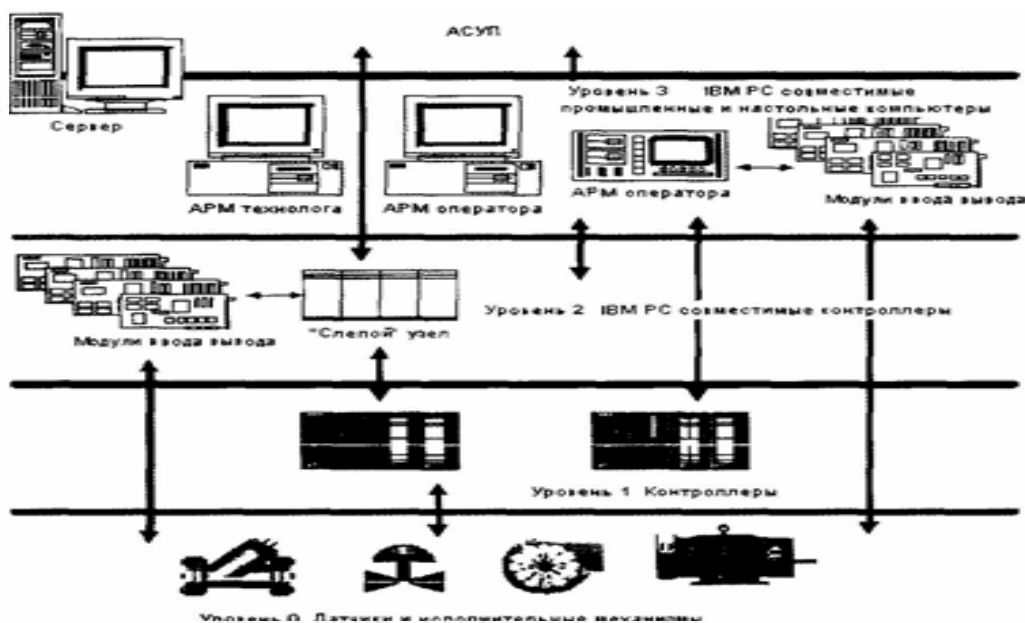 АСУП
Уровень 3 IBM PC совместимые
промышленные и настольные компьютеры
Сервер
АРМ технолога
АРМ оператора
АРМ оператора
Модули ввода вывода
"Слепой" узел
Уровень 2 IBM PC совместимые контроллеры
Модули ввода вывода
Уровень 1 Контроллеры
Уровень 0 Датчики и исполнительные механизмы